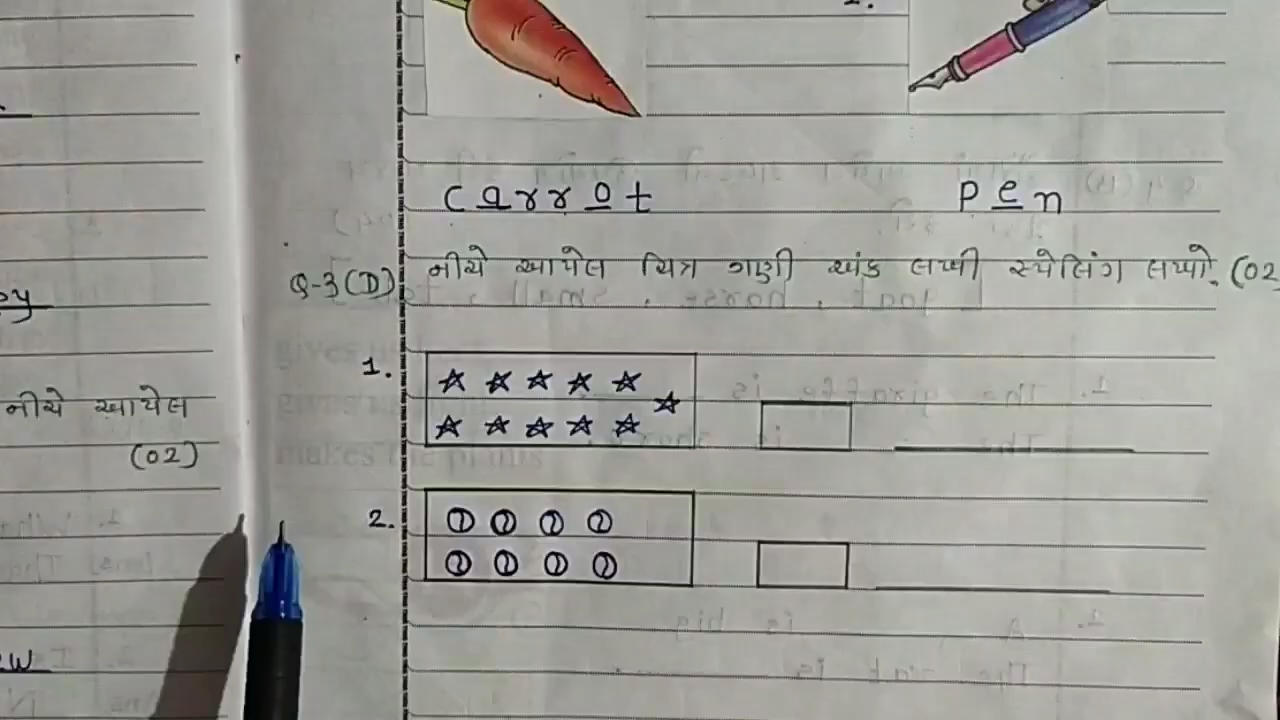 carrot
pen
Q-3(D) નીચે આપેલ ચિત્ર ગણી અંક લખી સ્પેલિંગ લખો. (02
1.
2.
નીચે આપેલ
(02)